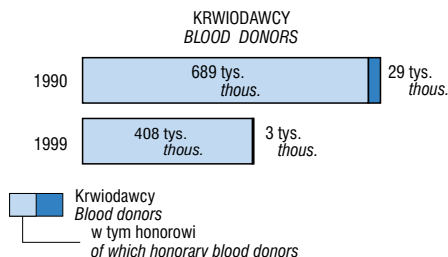 KRWIODAWCY
BLOOD DONORS
1990
689 tys.
thous.
29 tys.
thous.
1999
408 tys.
thous.
3 tys.
thous.
Krwiodawcy
Blood donors
w tym honorowi
of which honorary blood donors